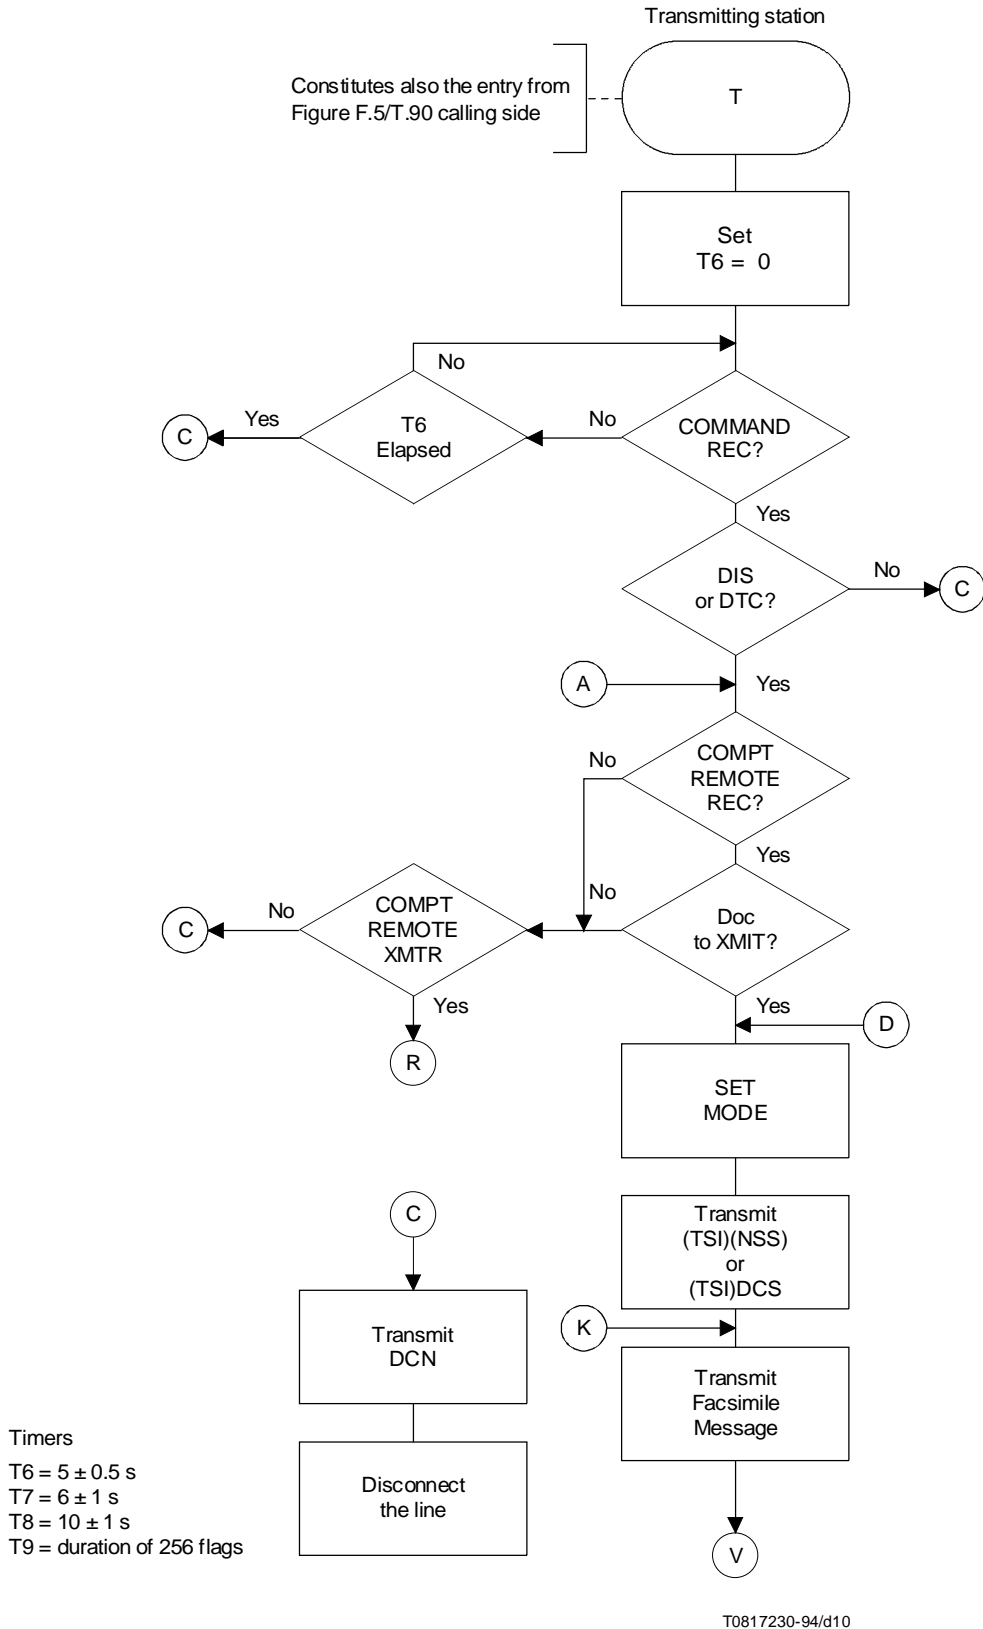 Transmitting station
Constitutes also the entry from
Figure F.5/T.90 calling side
T
Set
T6 = 0
No
Yes
No
C
T6
Elapsed
COMMAND
REC?
Yes
DIS
or DTC?
No
C
A
Yes
No
COMPT
REMOTE
REC?
Yes
No
No
C
COMPT
REMOTE
XMTR
Doc
to XMIT?
Yes
Yes
D
R
SET
MODE
C
Transmit
(TSI)(NSS)
or
(TSI)DCS
K
Transmit
DCN
Transmit
Facsimile
Message
Timers
T6 = 5 ± 0.5 s
T7 = 6 ± 1 s
T8 = 10 ± 1 s
T9 = duration of 256 flags
Disconnect
the line
V
T0817230-94/d10